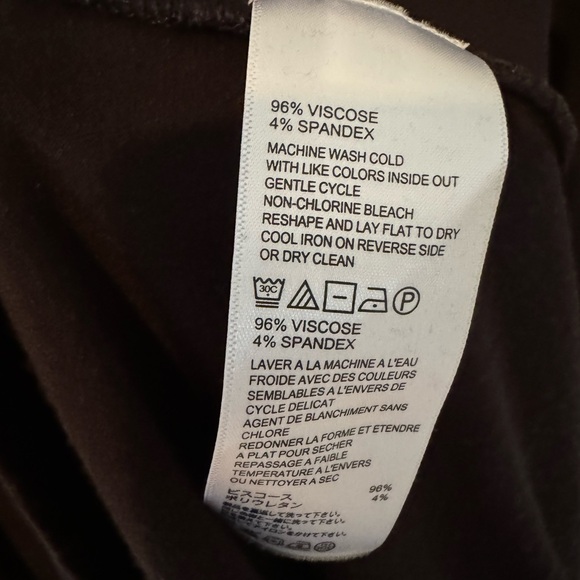 96% VISCOSE
4% SPANDEX
MACHINE WASH COLD
WITH LIKE COLORS INSIDE OUT
GENTLE CYCLE
NON-CHLORINE BLEACH
RESHAPE AND LAY FLAT TO DRY
COOL IRON ON REVERSE SIDE
OR DRY CLEAN
30C P
96% VISCOSE
4% SPANDEX
LAVER A LA MACHINE A L'EAU
FROIDE AVEC DES COULEURS
SEMBLABLES A L'ENVERS DE
CYCLE DELICAT
AGENT DE BLANCHIMENT SANS
CHLORE
REDONNER LA FORME ET ETENDRE
A PLAT POUR SECHER
REPASSAGE A FAIBLE
TEMPERATURE A L'ENVERS
OU NETTOYER A SEC
ビスコース 96%
ポリウレタン 4%